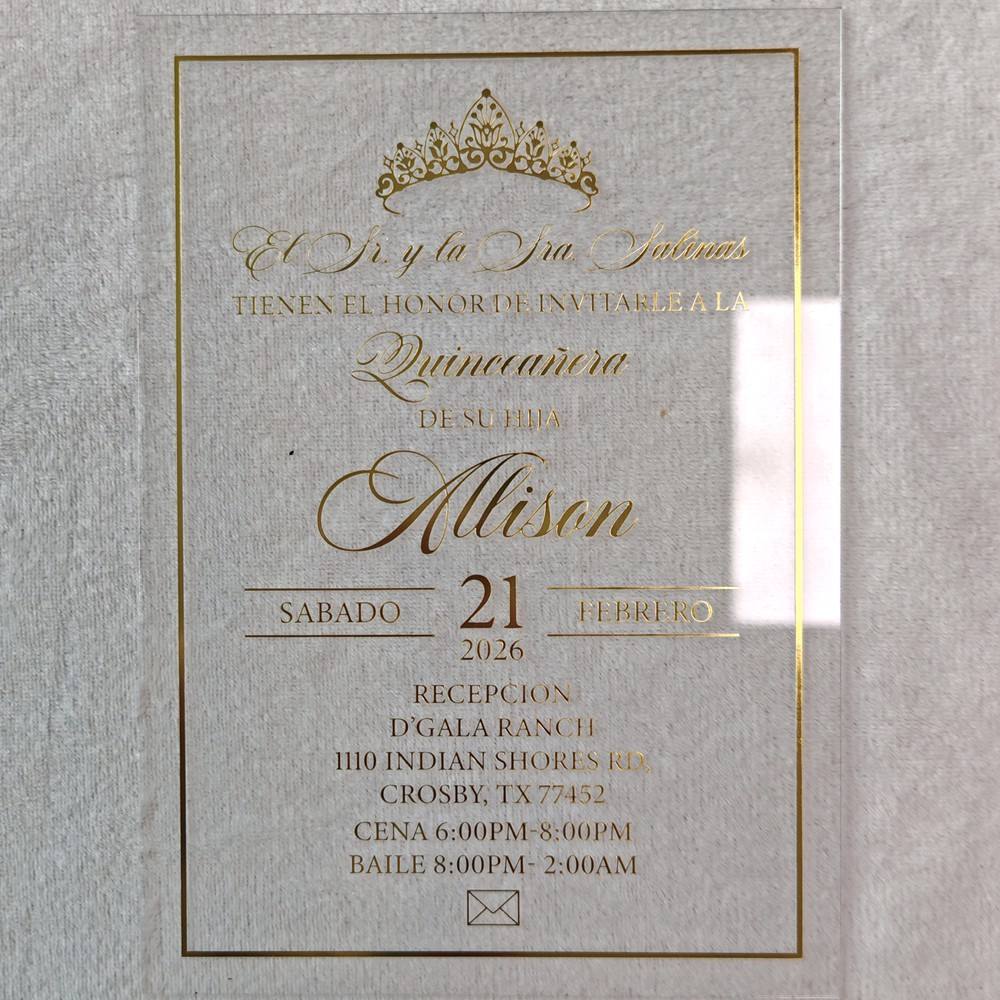 El Sr. y la Sra. Salinas
TIENEN EL HONOR DE INVITARLE A LA
Quinceañera
DE SU HIJA
Allison
SABADO 21 FEBRERO
2026
RECEPCION
D'GALA RANCH
1110 INDIAN SHORES RD,
CROSBY, TX 77452
CENA 6:00PM-8:00PM
BAILE 8:00PM- 2:00AM